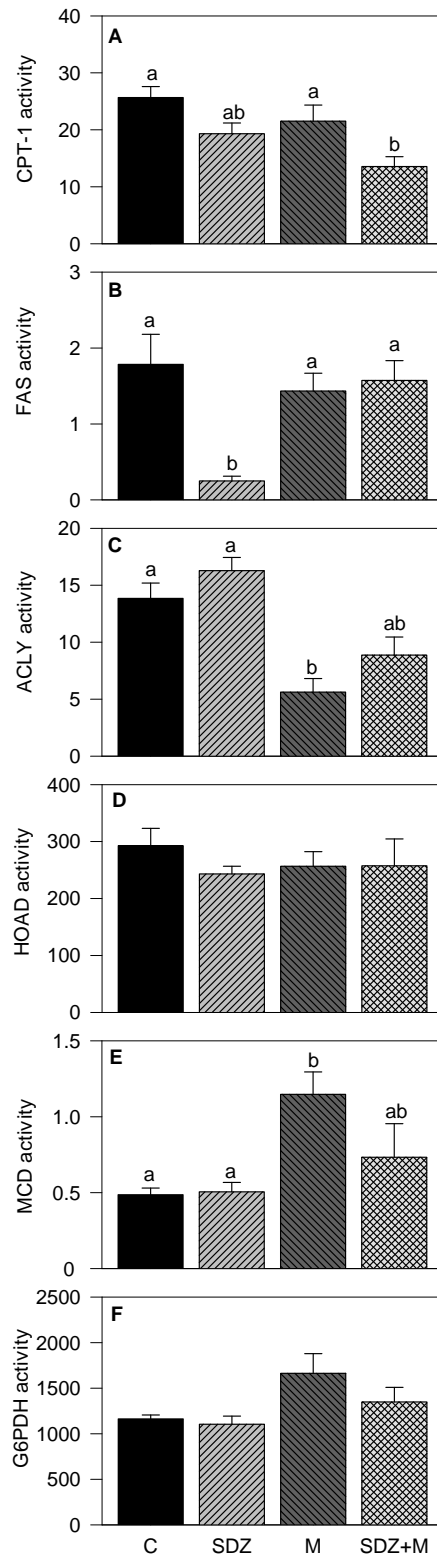 A
CPT-1 activity
40
30
20
10
0
a
ab
a
b
B
FAS activity
3
2
1
0
a
b
a
a
C
ACLY activity
20
15
10
5
0
a
a
b
ab
D
HOAD activity
400
300
200
100
0
E
MCD activity
1.5
1.0
0.5
0
a
a
b
ab
F
G6PDH activity
2500
2000
1500
1000
500
0
C SDZ M SDZ+M